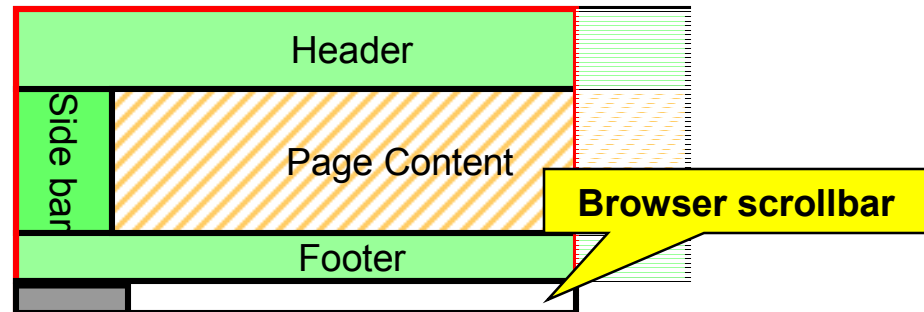 Header
Side bar
Page Content
Browser scrollbar
Footer